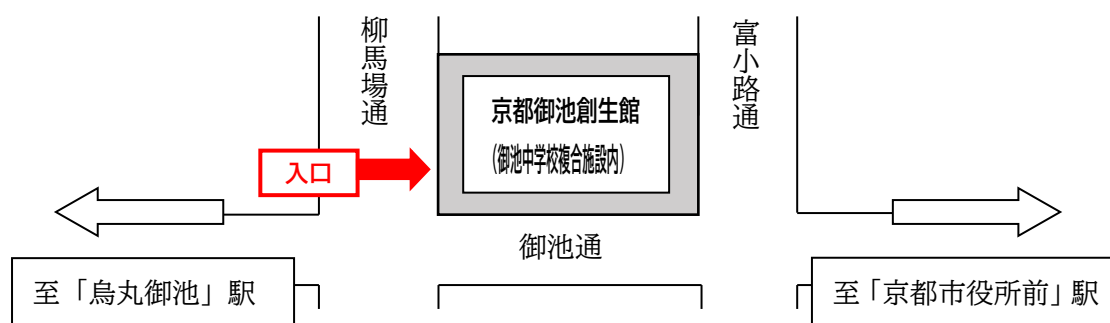 柳馬場通
富小路通
京都御池創生館
（御池中学校複合施設内）
入口
御池通
至「烏丸御池」駅
至「京都市役所前」駅